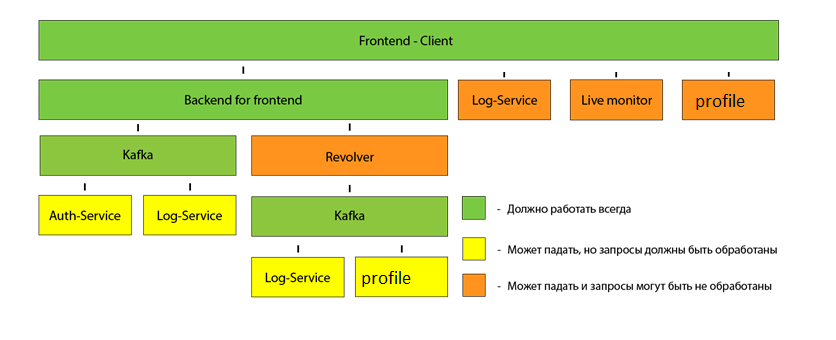 Frontend - Client
Backend for frontend
Log-Service
Live monitor
profile
Kafka
Revolver
Auth-Service
Log-Service
Kafka
Log-Service
profile
- Должно работать всегда
- Может падать, но запросы должны быть обработаны
- Может падать и запросы могут быть не обработаны